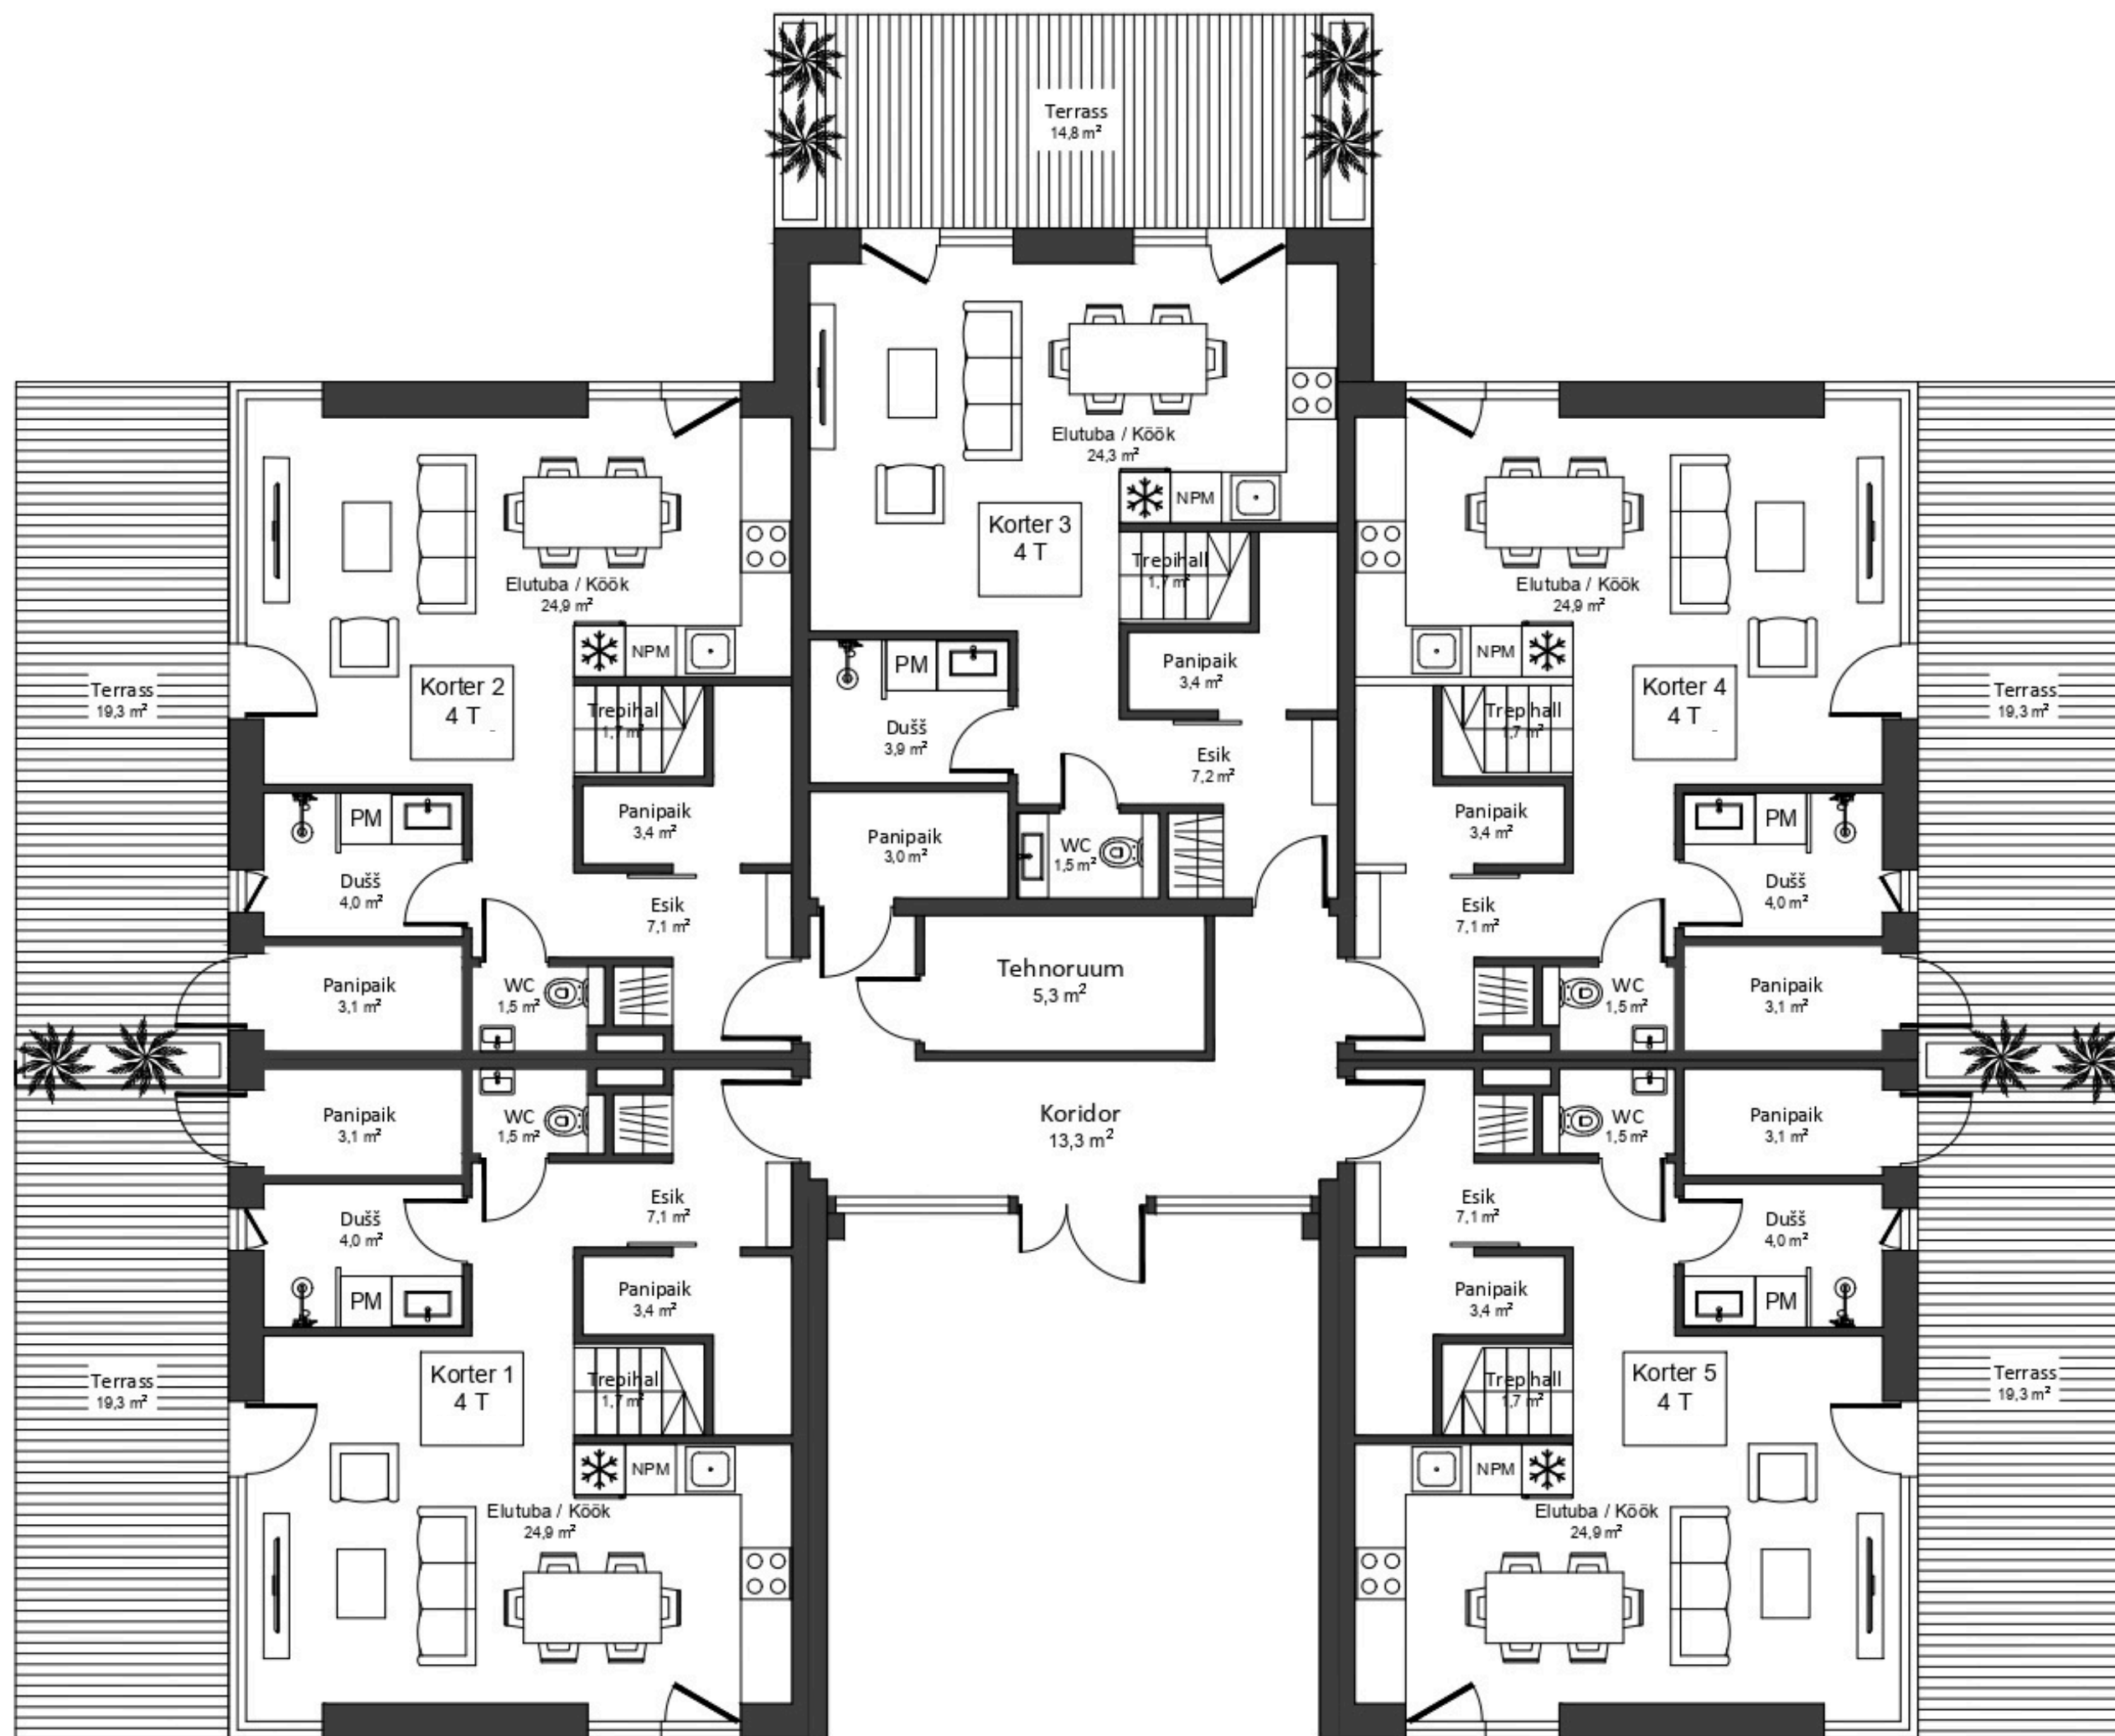 Terrass
14,8 m²
Elutuba / Köök
24,3 m²
NPM
Korter 3
4 T
Trepihall
1,7 m²
Panipaik
3,4 m²
PM
Dušš
3,9 m²
Esik
7,2 m²
Panipaik
3,0 m²
WC
1,5 m²
Elutuba / Köök
24,9 m²
NPM
Korter 2
4 T
Terrass
19,3 m²
Trepihal
1,7 m²
Panipaik
3,4 m²
PM
Dušš
4,0 m²
Esik
7,1 m²
Panipaik
3,1 m²
WC
1,5 m²
Elutuba / Köök
24,9 m²
NPM
Korter 4
4 T
Terrass
19,3 m²
Trepihall
1,7 m²
Panipaik
3,4 m²
PM
Dušš
4,0 m²
Esik
7,1 m²
WC
1,5 m²
Panipaik
3,1 m²
Tehnoruum
5,3 m²
Koridor
13,3 m²
Panipaik
3,1 m²
WC
1,5 m²
Dušš
4,0 m²
Esik
7,1 m²
PM
Panipaik
3,4 m²
Terrass
19,3 m²
Korter 1
4 T
Trepihal
1,7 m²
NPM
Elutuba / Köök
24,9 m²
WC
1,5 m²
Panipaik
3,1 m²
Esik
7,1 m²
Dušš
4,0 m²
Panipaik
3,4 m²
PM
Trepihall
1,7 m²
Korter 5
4 T
Terrass
19,3 m²
NPM
Elutuba / Köök
24,9 m²